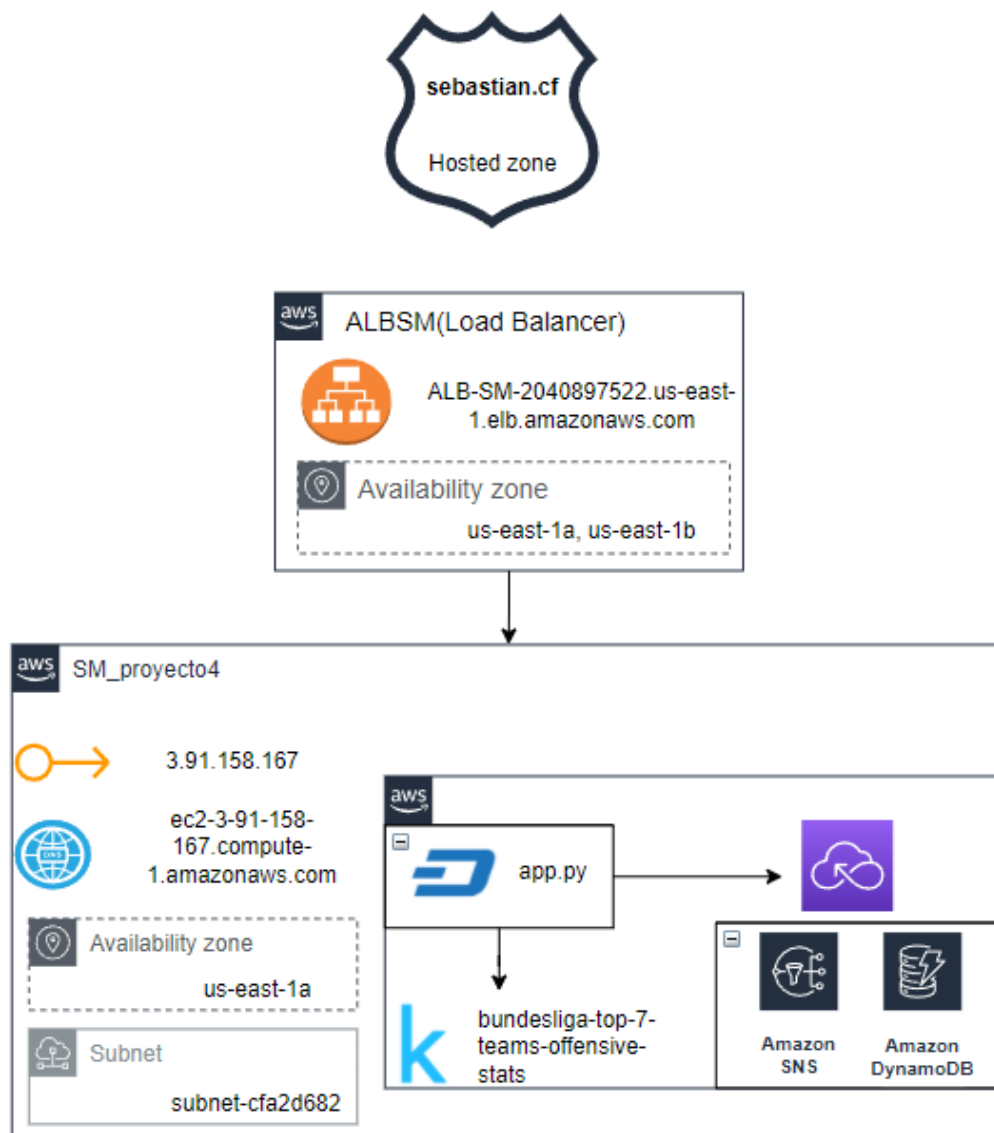 sebastian.cf
Hosted zone
aws
ALBSM(Load Balancer)
ALB-SM-2040897522.us-east-
1.elb.amazonaws.com
Availability zone
us-east-1a, us-east-1b
aws
SM_proyecto4
3.91.158.167
ec2-3-91-158-
167.compute-
1.amazonaws.com
DNS
Availability zone
us-east-1a
Subnet
subnet-cfa2d682
aws
app.py
k
bundesliga-top-7-
teams-offensive-
stats
Amazon
SNS
Amazon
DynamoDB